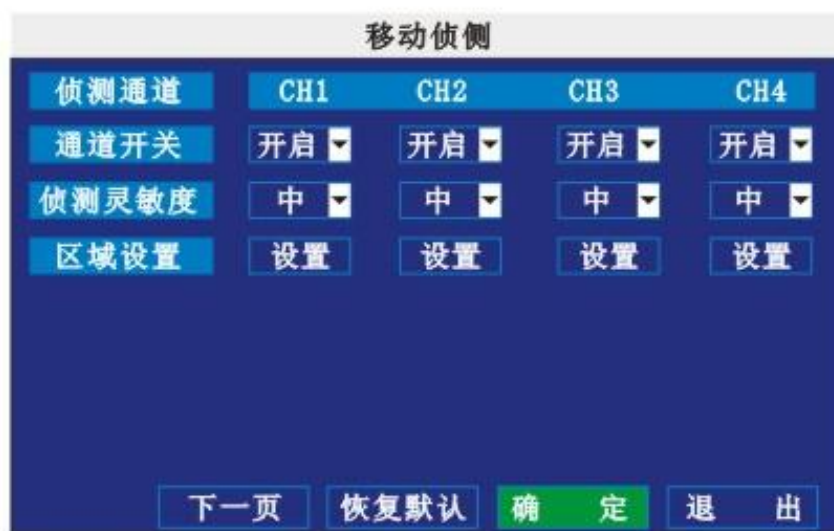 移动侦侧
侦测通道 CH1 CH2 CH3 CH4
通道开关 开启 开启 开启 开启
侦测灵敏度 中 中 中 中
区域设置 设置 设置 设置 设置
下一页 恢复默认 确 定 退 出